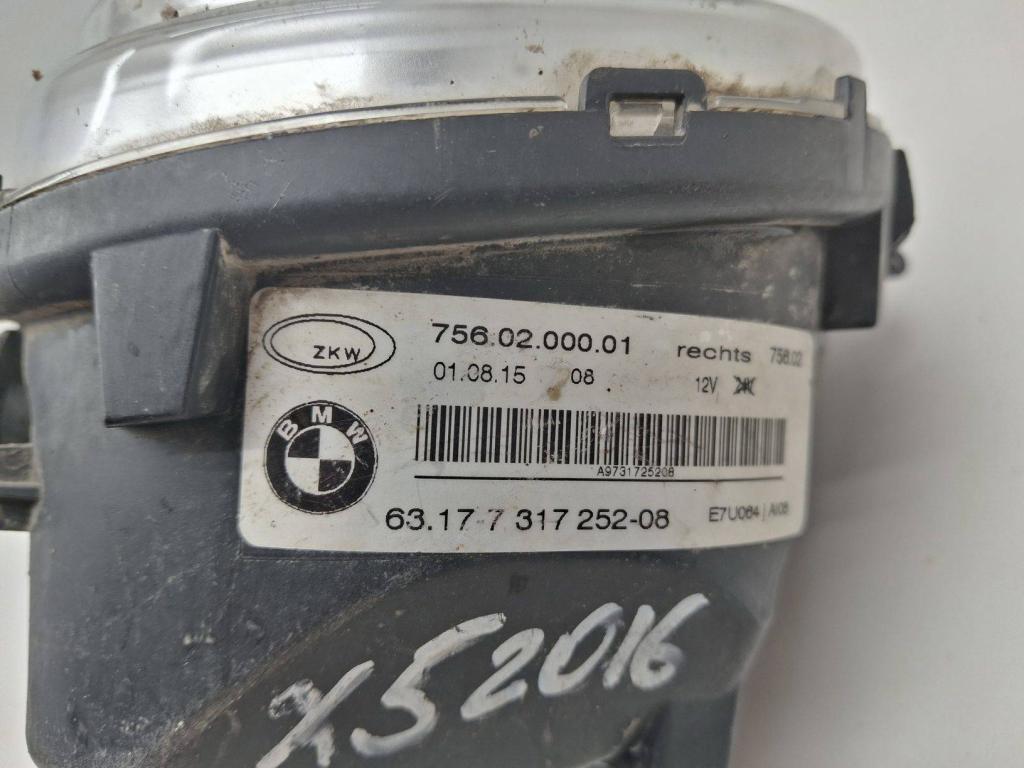 ZKW
756.02.000.01 rechts 756.02
01.08.15 08 12V
BMW
A9731725208
63.17 7 317 252-08 E7U064 | AI08
X5 2016